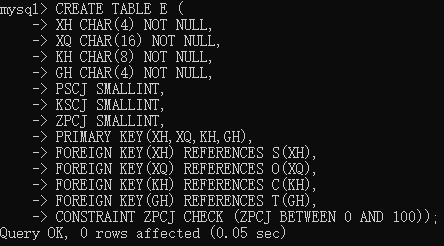 mysql> CREATE TABLE E (
    -> XH CHAR(4) NOT NULL,
    -> XQ CHAR(16) NOT NULL,
    -> KH CHAR(8) NOT NULL,
    -> GH CHAR(4) NOT NULL,
    -> PSCJ SMALLINT,
    -> KSCJ SMALLINT,
    -> ZPCJ SMALLINT,
    -> PRIMARY KEY(XH,XQ,KH,GH),
    -> FOREIGN KEY(XH) REFERENCES S(XH),
    -> FOREIGN KEY(XQ) REFERENCES O(XQ),
    -> FOREIGN KEY(KH) REFERENCES C(KH),
    -> FOREIGN KEY(GH) REFERENCES T(GH),
    -> CONSTRAINT ZPCJ CHECK (ZPCJ BETWEEN 0 AND 100));
Query OK, 0 rows affected (0.05 sec)